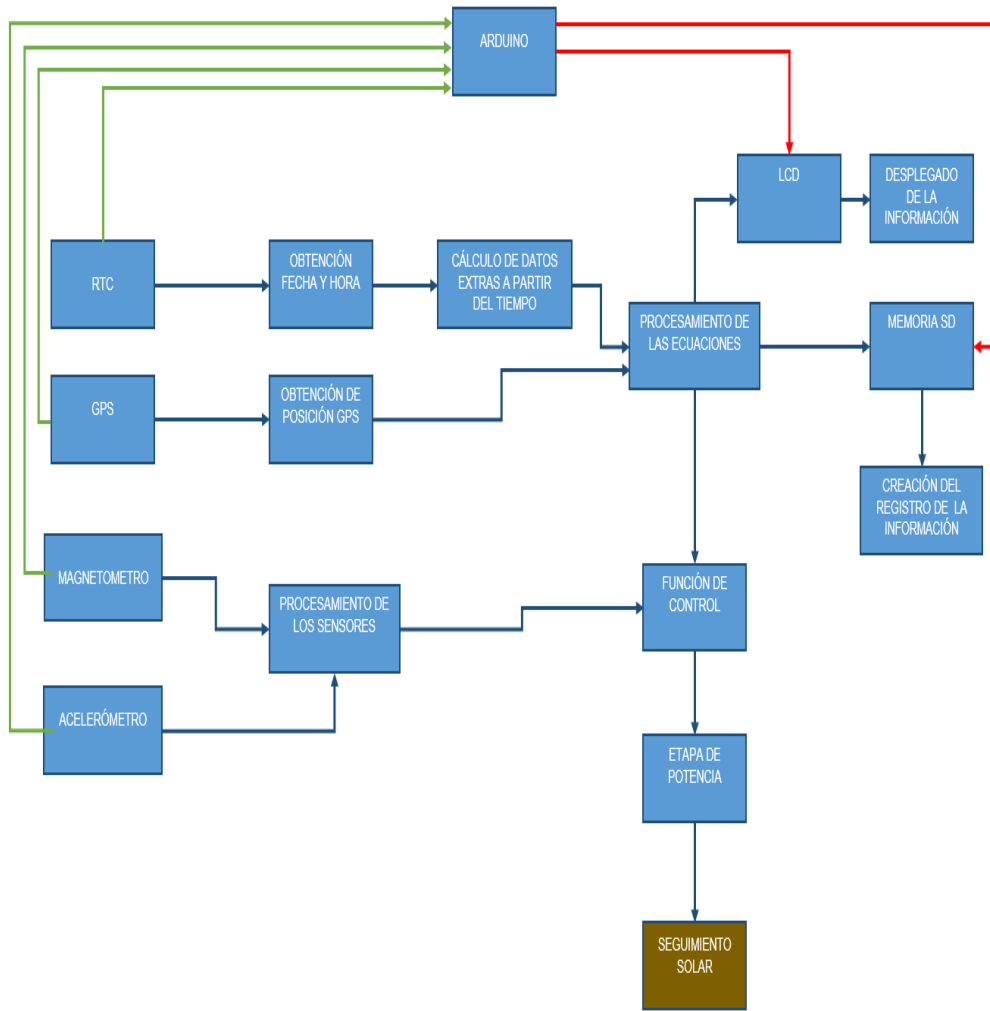 ARDUINO
LCD
DESPLEGADO
DE LA
INFORMACIÓN
RTC
OBTENCIÓN
FECHA Y HORA
CÁLCULO DE DATOS
EXTRAS A PARTIR
DEL TIEMPO
PROCESAMIENTO DE
LAS ECUACIONES
MEMORIA SD
GPS
OBTENCIÓN DE
POSICIÓN GPS
CREACIÓN DEL
REGISTRO DE LA
INFORMACIÓN
MAGNETOMETRO
PROCESAMIENTO DE
LOS SENSORES
FUNCIÓN DE
CONTROL
ACELERÓMETRO
ETAPA DE
POTENCIA
SEGUIMIENTO
SOLAR